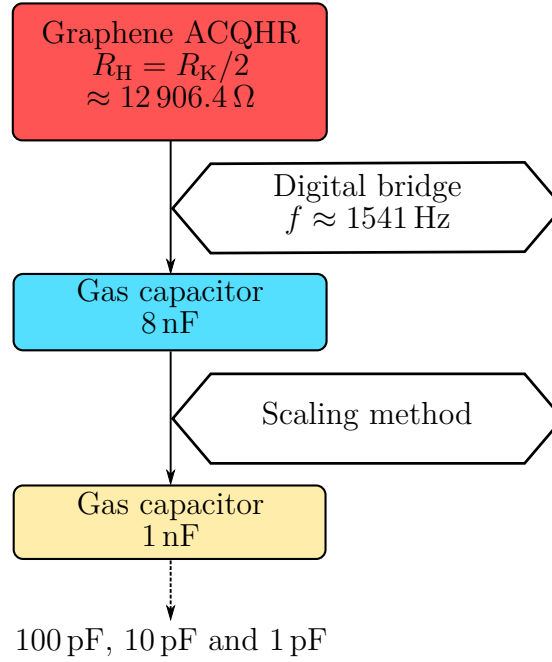 Graphene ACQHR
R_H = R_K/2
≈ 12 906.4 Ω
Digital bridge
f ≈ 1541 Hz
Gas capacitor
8 nF
Scaling method
Gas capacitor
1 nF
100 pF, 10 pF and 1 pF